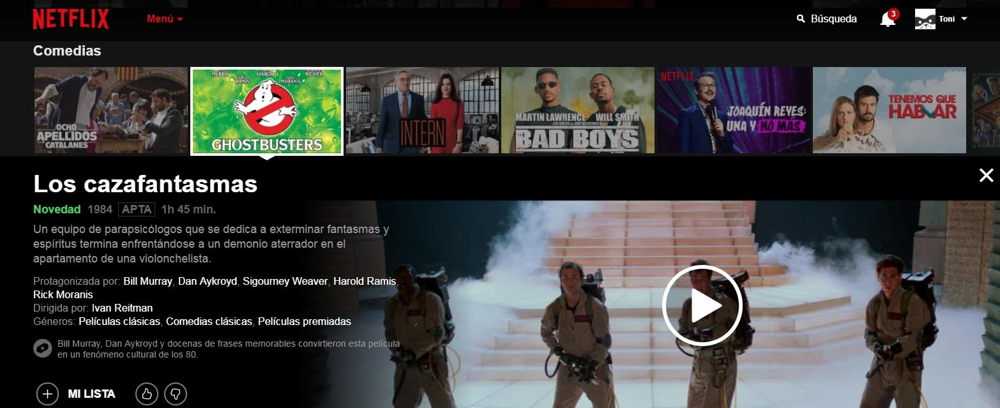 NETFLIX
Menú
Búsqueda
3
Toni
Comedias
OCHO
APELLIDOS
CATALANES
MURRAY
AYKROYD
WEAVER
RAMIS
MORANIS
GHOSTBUSTERS
INTERN
MARTIN LAWRENCE WILL SMITH
BAD BOYS
NETFLIX
JOAQUÍN REYES:
UNA Y NO MÁS
TENEMOS QUE
HABLAR
Los cazafantasmas
Novedad 1984 APTA 1h 45 min.
Un equipo de parapsicólogos que se dedica a exterminar fantasmas y
espíritus termina enfrentándose a un demonio aterrador en el
apartamento de una violonchelista.
Protagonizada por: Bill Murray, Dan Aykroyd, Sigourney Weaver, Harold Ramis,
Rick Moranis
Dirigida por: Ivan Reitman
Géneros: Películas clásicas, Comedias clásicas, Películas premiadas
Bill Murray, Dan Aykroyd y docenas de frases memorables convirtieron esta película
en un fenómeno cultural de los 80.
MI LISTA